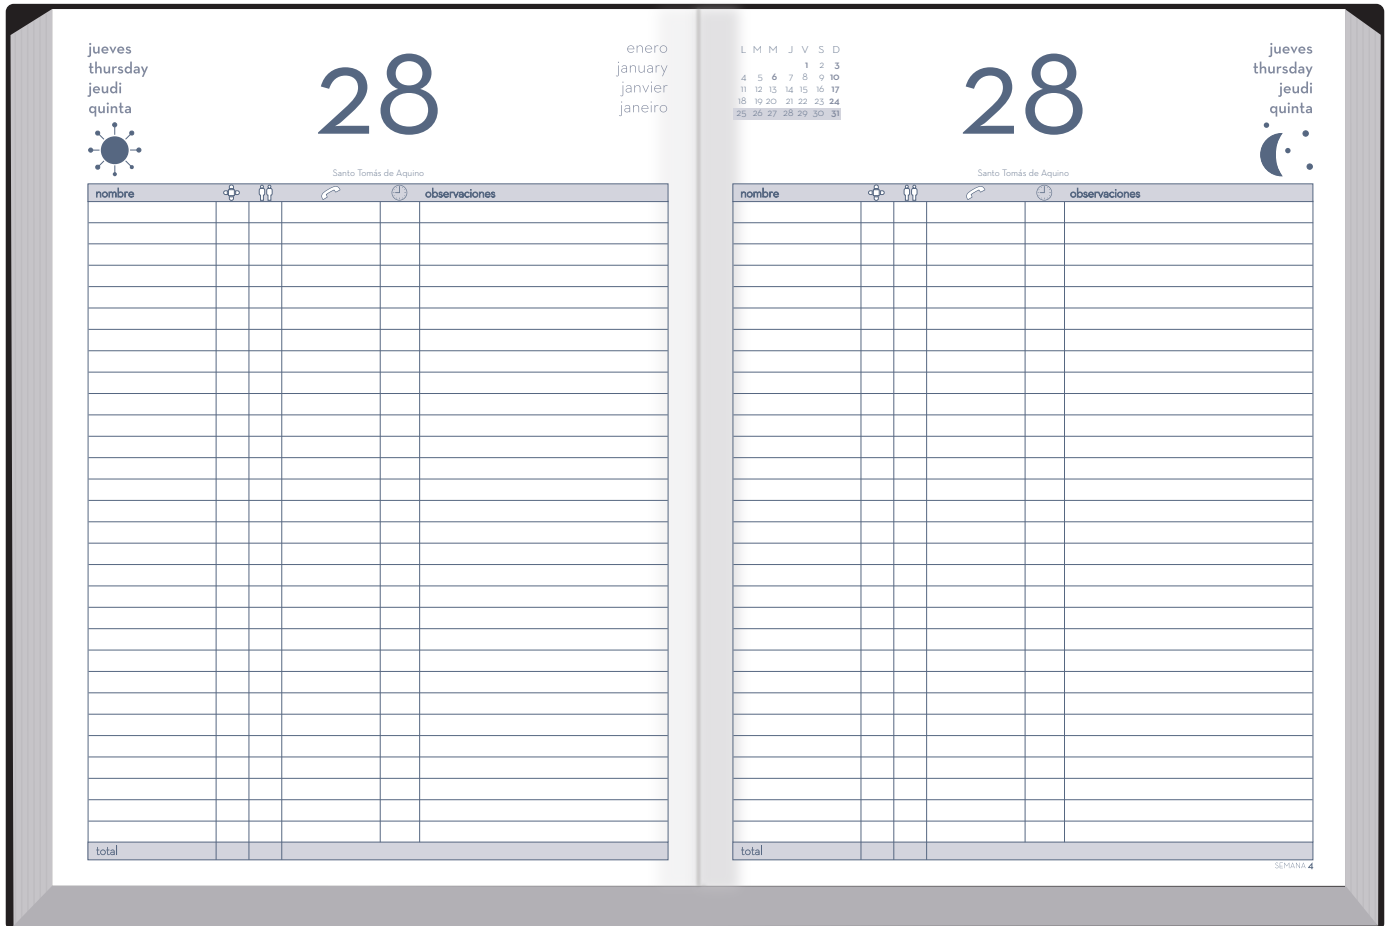 jueves
thursday
jeudi
quinta
28
enero
january
janvier
janeiro
Santo Tomás de Aquino
nombre observaciones
total
L M M J V S D
1 2 3
4 5 6 7 8 9 10
11 12 13 14 15 16 17
18 19 20 21 22 23 24
25 26 27 28 29 30 31
28
jueves
thursday
jeudi
quinta
Santo Tomás de Aquino
nombre observaciones
total
SEMANA 4